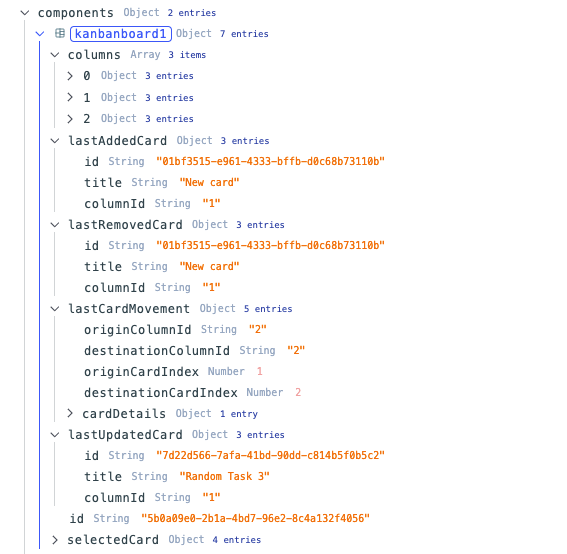 components Object 2 entries
kanbanboard1 Object 7 entries
columns Array 3 items
0 Object 3 entries
1 Object 3 entries
2 Object 3 entries
lastAddedCard Object 3 entries
id String "01bf3515-e961-4333-bffb-d0c68b73110b"
title String "New card"
columnId String "1"
lastRemovedCard Object 3 entries
id String "01bf3515-e961-4333-bffb-d0c68b73110b"
title String "New card"
columnId String "1"
lastCardMovement Object 5 entries
originColumnId String "2"
destinationColumnId String "2"
originCardIndex Number 1
destinationCardIndex Number 2
cardDetails Object 1 entry
lastUpdatedCard Object 3 entries
id String "7d22d566-7afa-41bd-90dd-c814b5f0b5c2"
title String "Random Task 3"
columnId String "1"
id String "5b0a09e0-2b1a-4bd7-96e2-8c4a132f4056"
selectedCard Object 4 entries